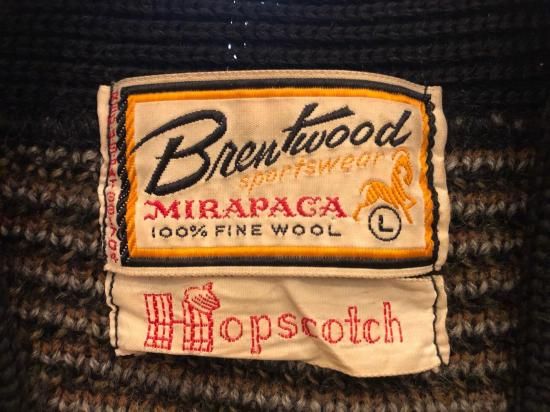 Brentwood
sportswear
MIRAPACA
100% FINE WOOL
L
Hopscotch